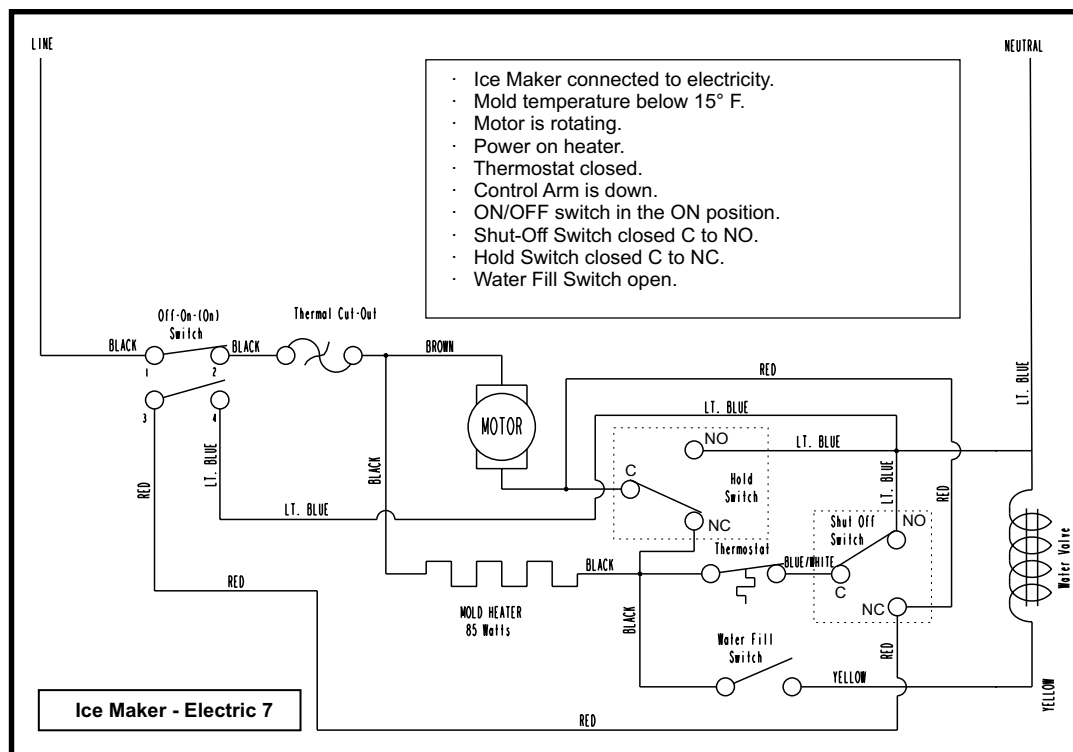 LINE
NEUTRAL
· Ice Maker connected to electricity.
· Mold temperature below 15° F.
· Motor is rotating.
· Power on heater.
· Thermostat closed.
· Control Arm is down.
· ON/OFF switch in the ON position.
· Shut-Off Switch closed C to NO.
· Hold Switch closed C to NC.
· Water Fill Switch open.
Off-On-(On)
Switch
Thermal Cut-Out
BLACK
BLACK
BROWN
1
2
3
4
RED
LT. BLUE
LT. BLUE
MOTOR
NO
LT. BLUE
C
Hold
Switch
NC
BLACK
LT. BLUE
RED
RED
LT. BLUE
LT. BLUE
Shut Off
Switch
NO
Thermostat
BLUE/WHITE
C
NC
Water Valve
BLACK
RED
MOLD HEATER
85 Watts
BLACK
RED
Water Fill
Switch
YELLOW
YELLOW
Ice Maker - Electric 7
RED